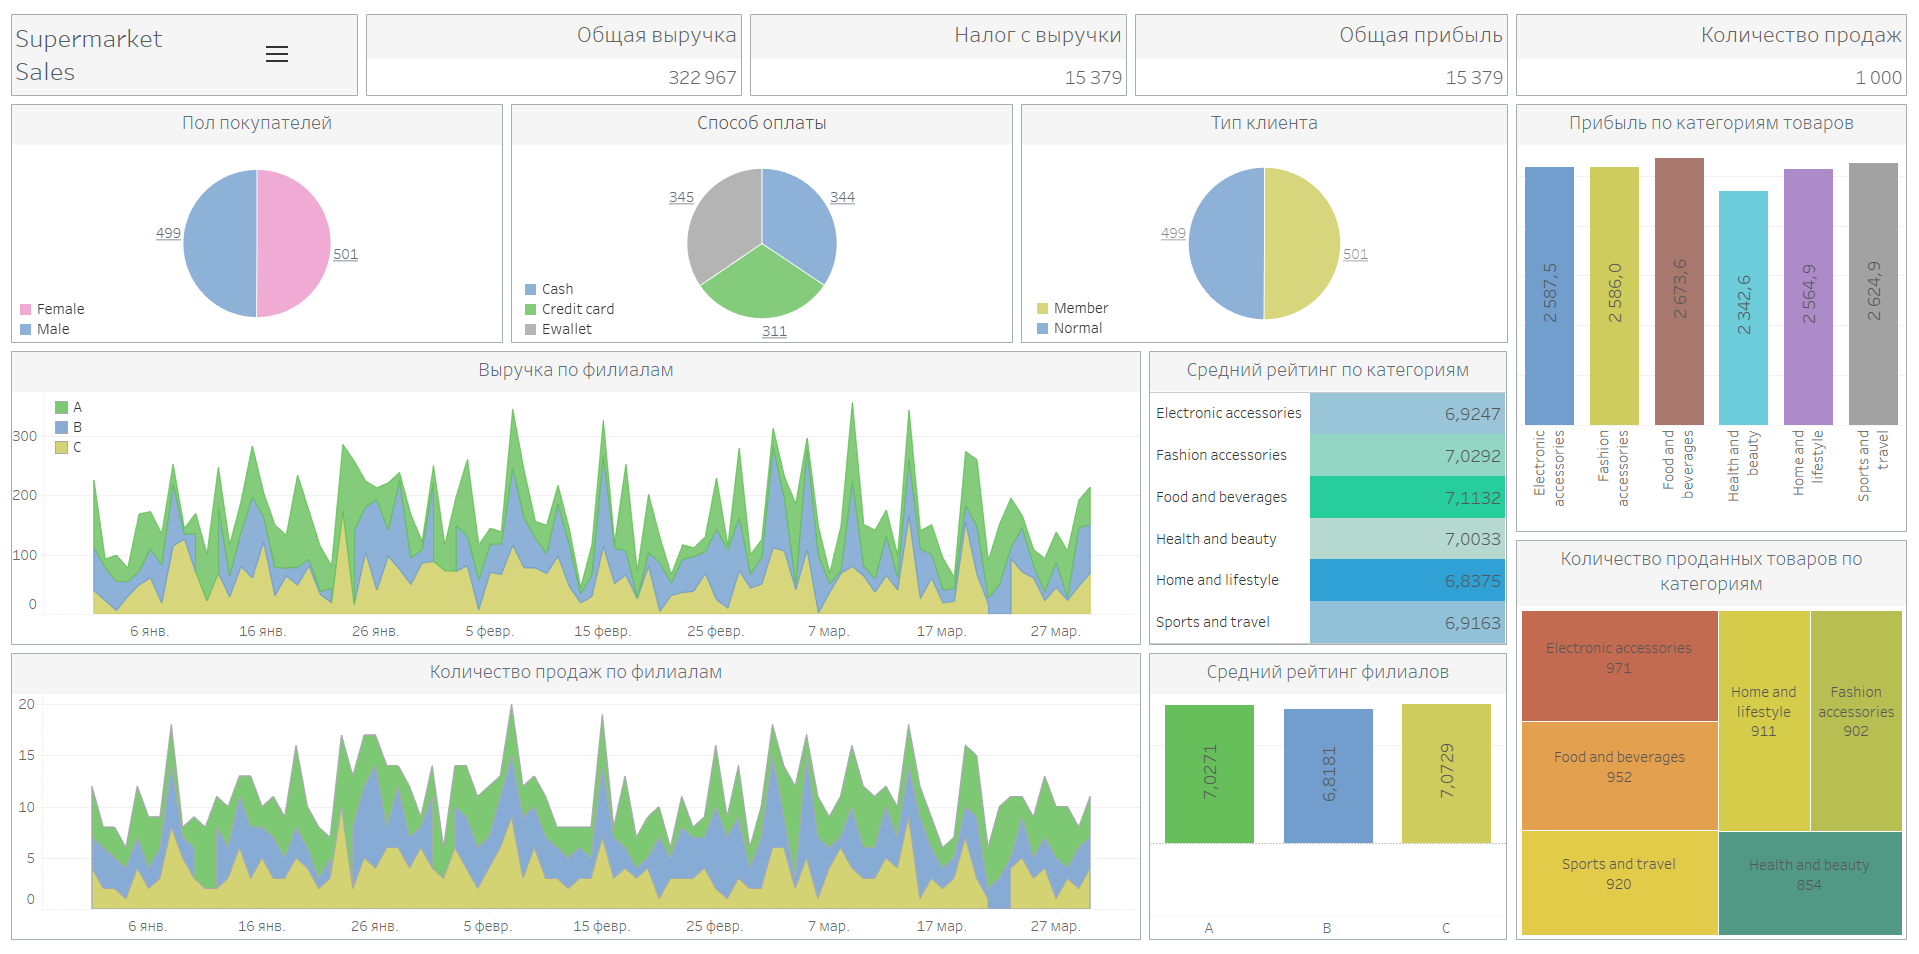 Supermarket
Sales
Общая выручка
322 967
Налог с выручки
15 379
Общая прибыль
15 379
Количество продаж
1 000
Пол покупателей
499
501
Female
Male
Способ оплаты
345
344
311
Cash
Credit card
Ewallet
Тип клиента
499
501
Member
Normal
Прибыль по категориям товаров
2 587,5
2 586,0
2 673,6
2 342,6
2 564,9
2 624,9
Electronic
accessories
Fashion
accessories
Food and
beverages
Health and
beauty
Home and
lifestyle
Sports and
travel
Выручка по филиалам
A
B
C
300
200
100
0
6 янв.
16 янв.
26 янв.
5 февр.
15 февр.
25 февр.
7 мар.
17 мар.
27 мар.
Средний рейтинг по категориям
Electronic accessories 6,9247
Fashion accessories 7,0292
Food and beverages 7,1132
Health and beauty 7,0033
Home and lifestyle 6,8375
Sports and travel 6,9163
Количество проданных товаров по
категориям
Electronic accessories
971
Food and beverages
952
Sports and travel
920
Home and
lifestyle
911
Fashion
accessories
902
Health and beauty
854
Количество продаж по филиалам
20
15
10
5
0
6 янв.
16 янв.
26 янв.
5 февр.
15 февр.
25 февр.
7 мар.
17 мар.
27 мар.
Средний рейтинг филиалов
7,0271
6,8181
7,0729
A
B
C